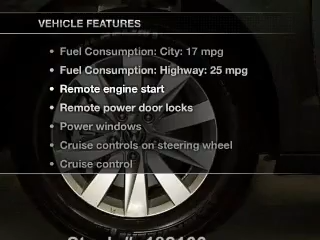 VEHICLE FEATURES
• Fuel Consumption: City: 17 mpg
• Fuel Consumption: Highway: 25 mpg
• Remote engine start
• Remote power door locks
• Power windows
• Cruise controls on steering wheel
• Cruise control